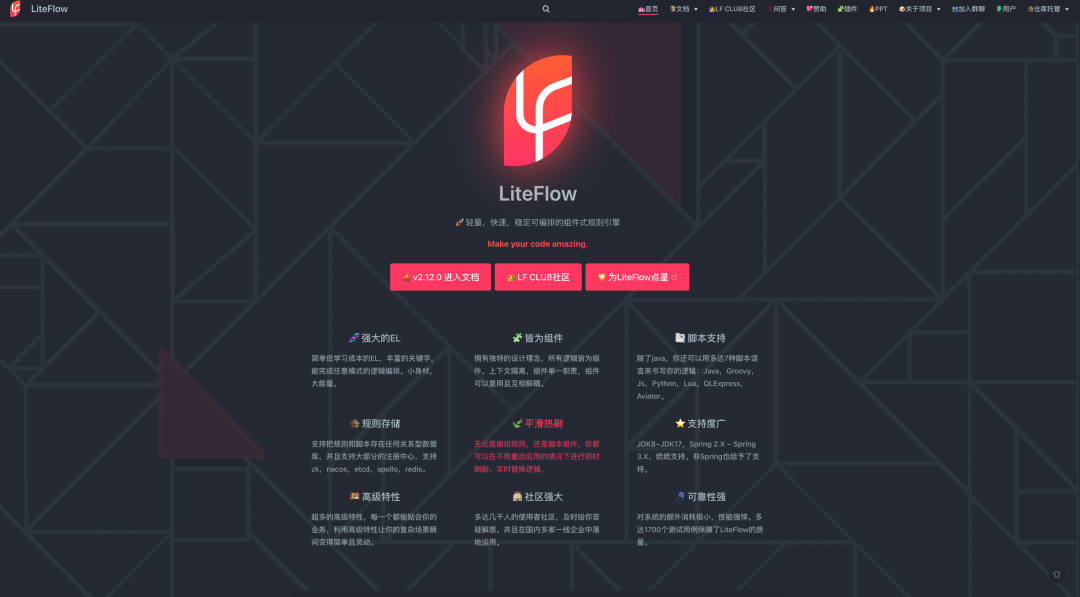 LiteFlow
首页
文档
LF CLUB社区
问答
赞助
插件
PPT
关于项目
加入群聊
用户
仓库托管
LiteFlow
轻量，快速，稳定可编排的组件式规则引擎
Make your code amazing.
v2.12.0 进入文档
LF CLUB社区
为LiteFlow点星
强大的EL
简单低学习成本的EL，丰富的关键字，
能完成任意模式的逻辑编排。小身材，
大能量。
皆为组件
拥有独特的设计理念，所有逻辑皆为组
件。上下文隔离，组件单一职责，组件
可以复用且互相解耦。
脚本支持
除了java，你还可以用多达7种脚本语
言来书写你的逻辑：Java，Groovy，
Js，Python，Lua，QLExpress，
Aviator。
规则存储
支持把规则和脚本存在任何关系型数据
库，并且支持大部分的注册中心，支持
zk，nacos，etcd，apollo，redis。
平滑热刷
无论是编排规则，还是脚本组件，你都
可以在不用重启应用的情况下进行即时
刷新，实时替换逻辑。
支持度广
JDK8~JDK17，Spring 2.X ~ Spring
3.X，统统支持。非Spring也给予了支
持。
高级特性
超多的高级特性，每一个都能贴合你的
业务，利用高级特性让你的复杂场景瞬
间变得简单且灵动。
社区强大
多达几千人的使用者社区，及时给你答
疑解惑。并且在国内多家一线企业中落
地运用。
可靠性强
对系统的额外消耗极小，性能强悍。多
达1700个测试用例保障了LiteFlow的质
量。